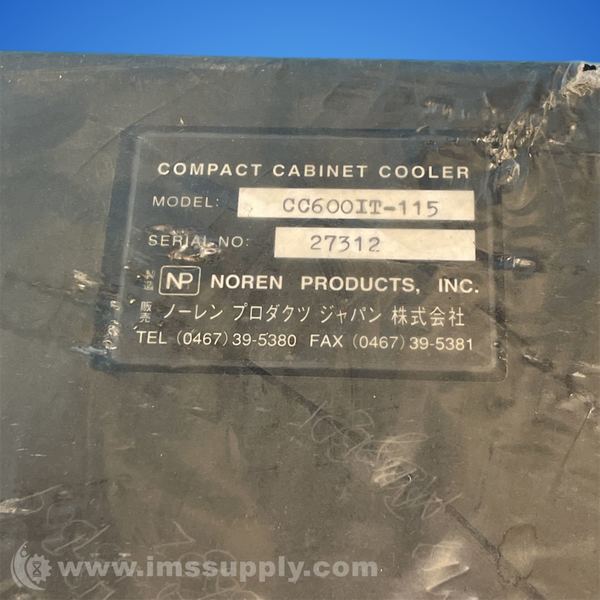 COMPACT CABINET COOLER
MODEL: CC600IT-115
SERIAL NO: 27312
製造 NP NOREN PRODUCTS, INC.
販売 ノーレン プロダクツ ジャパン 株式会社
TEL (0467) 39-5380 FAX (0467) 39-5381
www.imssupply.com